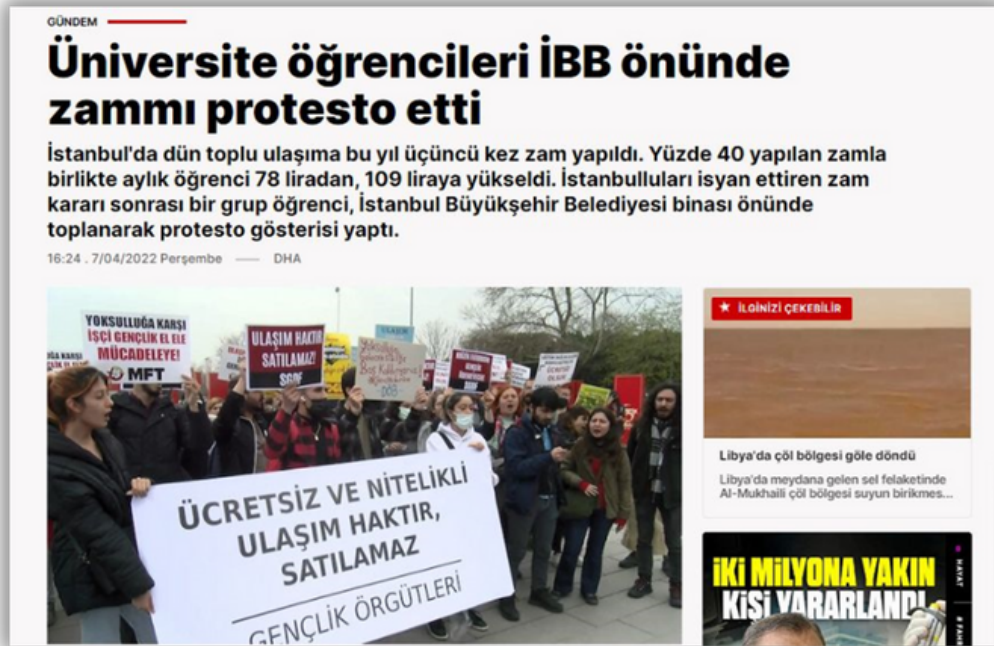 GÜNDEM
Üniversite öğrencileri İBB önünde
zammı protesto etti
İstanbul'da dün toplu ulaşıma bu yıl üçüncü kez zam yapıldı. Yüzde 40 yapılan zamla
birlikte aylık öğrenci 78 liradan, 109 liraya yükseldi. İstanbulluları isyan ettiren zam
kararı sonrası bir grup öğrenci, İstanbul Büyükşehir Belediyesi binası önünde
toplanarak protesto gösterisi yaptı.
16:24 . 7/04/2022 Perşembe — DHA
YOKSULLUĞA KARŞI
İŞÇİ GENÇLİK EL ELE
MÜCADELEYE!
MFT
ULAŞIM HAKTIR
SATILAMAZ!
SGDF
ULAŞIM
DÖB
ÜCRETSİZ VE NİTELİKLİ
ULAŞIM HAKTIR,
SATILAMAZ
GENÇLİK ÖRGÜTLERİ
★ İLGİNİZİ ÇEKEBİLİR
Libya'da çöl bölgesi göle döndü
Libya'da meydana gelen sel felaketinde
Al-Mukhaili çöl bölgesi suyun birikmes...
İKİ MİLYONA YAKIN
KİŞİ YARARLANDI
HAYAT